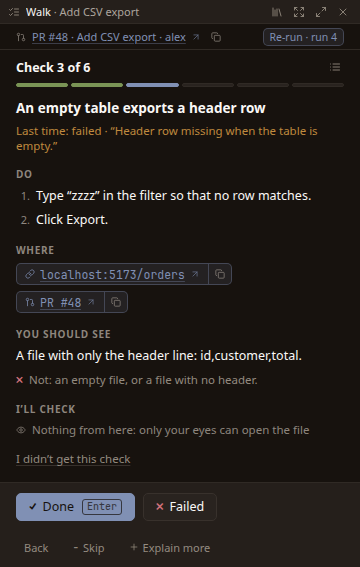 Walk · Add CSV export
PR #48 · Add CSV export · alex
Re-run · run 4
Check 3 of 6
An empty table exports a header row
Last time: failed · “Header row missing when the table is
empty.”
DO
1. Type “zzzz” in the filter so that no row matches.
2. Click Export.
WHERE
localhost:5173/orders
PR #48
YOU SHOULD SEE
A file with only the header line: id,customer,total.
Not: an empty file, or a file with no header.
I’LL CHECK
Nothing from here: only your eyes can open the file
I didn’t get this check
Done Enter
Failed
Back
Skip
Explain more